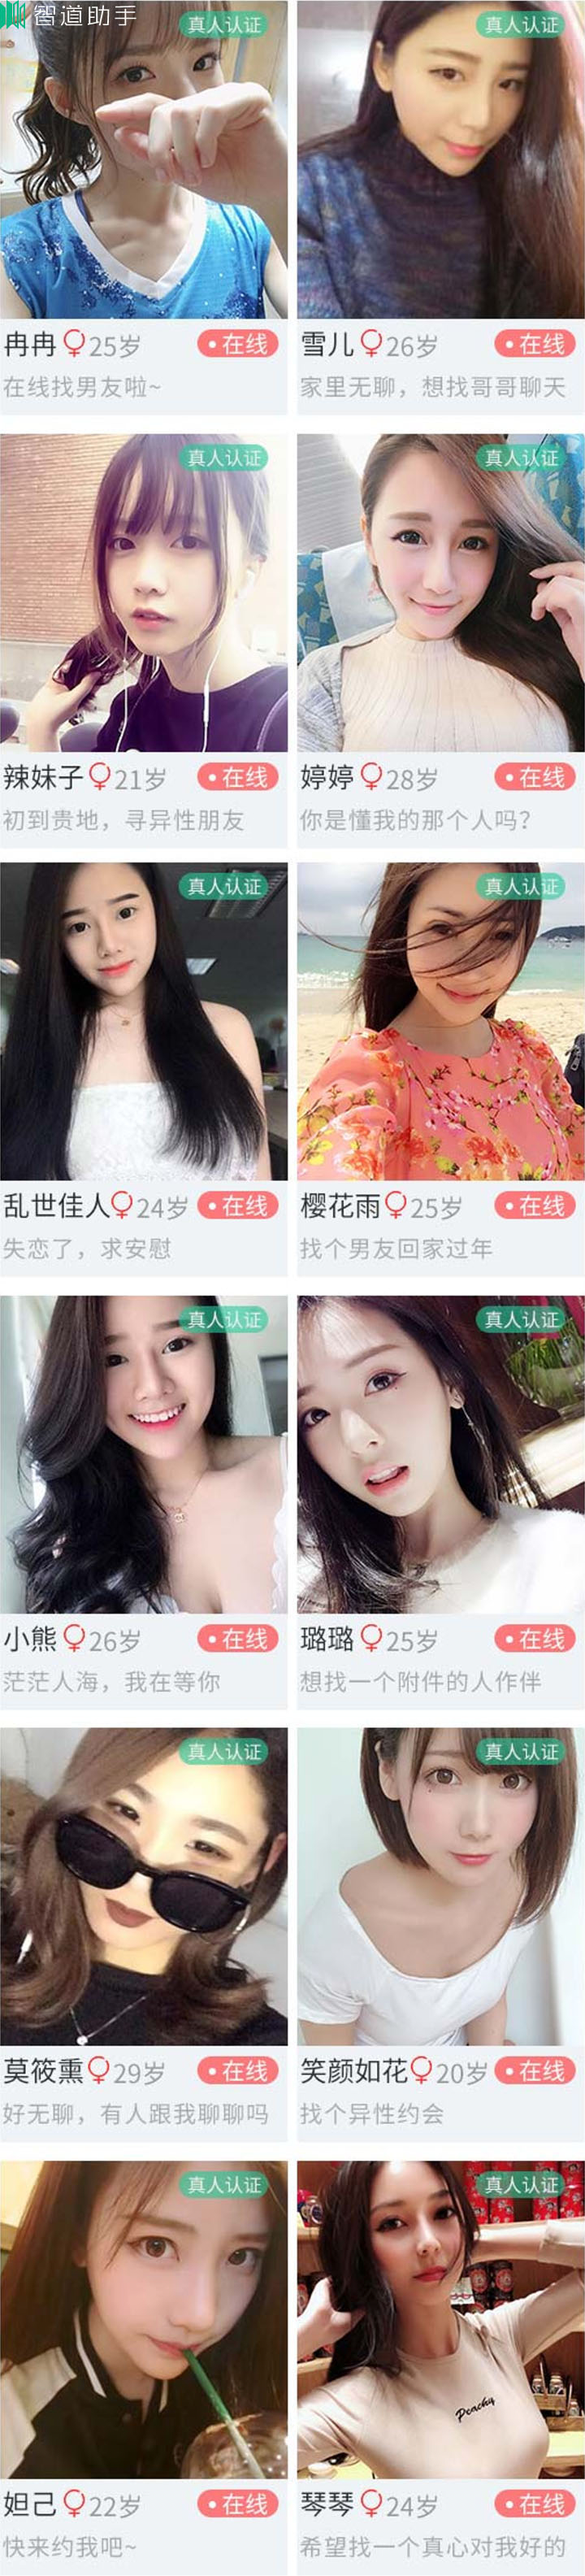 智道助手
真人认证
真人认证
冉冉 25岁 在线
雪儿 26岁 在线
在线找男友啦~
家里无聊，想找哥哥聊天
真人认证
真人认证
辣妹子 21岁 在线
婷婷 28岁 在线
初到贵地，寻异性朋友
你是懂我的那个人吗?
真人认证
真人认证
乱世佳人 24岁 在线
樱花雨 25岁 在线
失恋了，求安慰
找个男友回家过年
真人认证
真人认证
小熊 26岁 在线
璐璐 25岁 在线
茫茫人海，我在等你
想找一个附件的人作伴
真人认证
真人认证
莫筱熏 29岁 在线
笑颜如花 20岁 在线
好无聊，有人跟我聊聊吗
找个异性约会
真人认证
真人认证
Peachy
妲己 22岁 在线
琴琴 24岁 在线
快来约我吧~
希望找一个真心对我好的